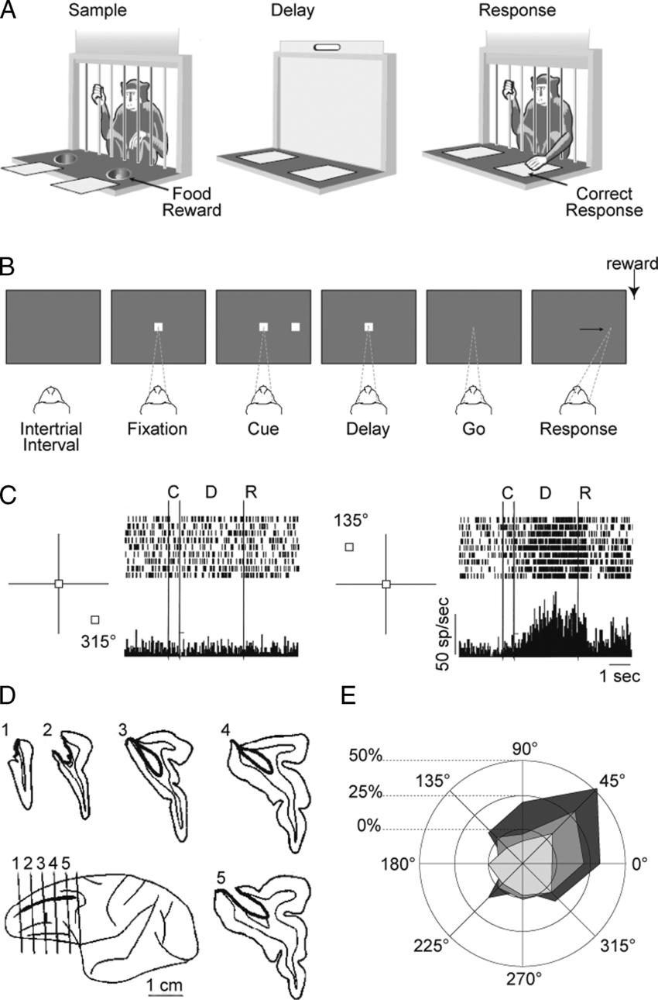 A
Sample
Delay
Response
Food
Reward
Correct
Response
B
reward
Intertrial
Interval
Fixation
Cue
Delay
Go
Response
C
C D R
315°
135°
C D R
50 sp/sec
1 sec
D
1
2
3
4
1 2 3 4 5
5
1 cm
E
90°
50%
135°
45°
25%
0%
180°
0°
225°
315°
270°